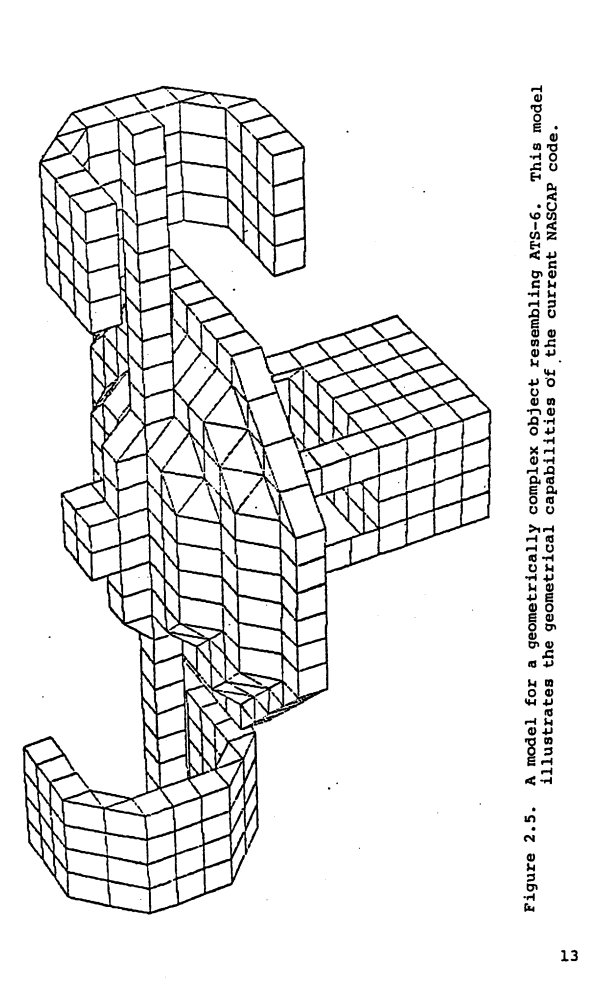 Figure 2.5. A model for a geometrically complex object resembling ATS-6. This model
illustrates the geometrical capabilities of the current NASCAP code.
13